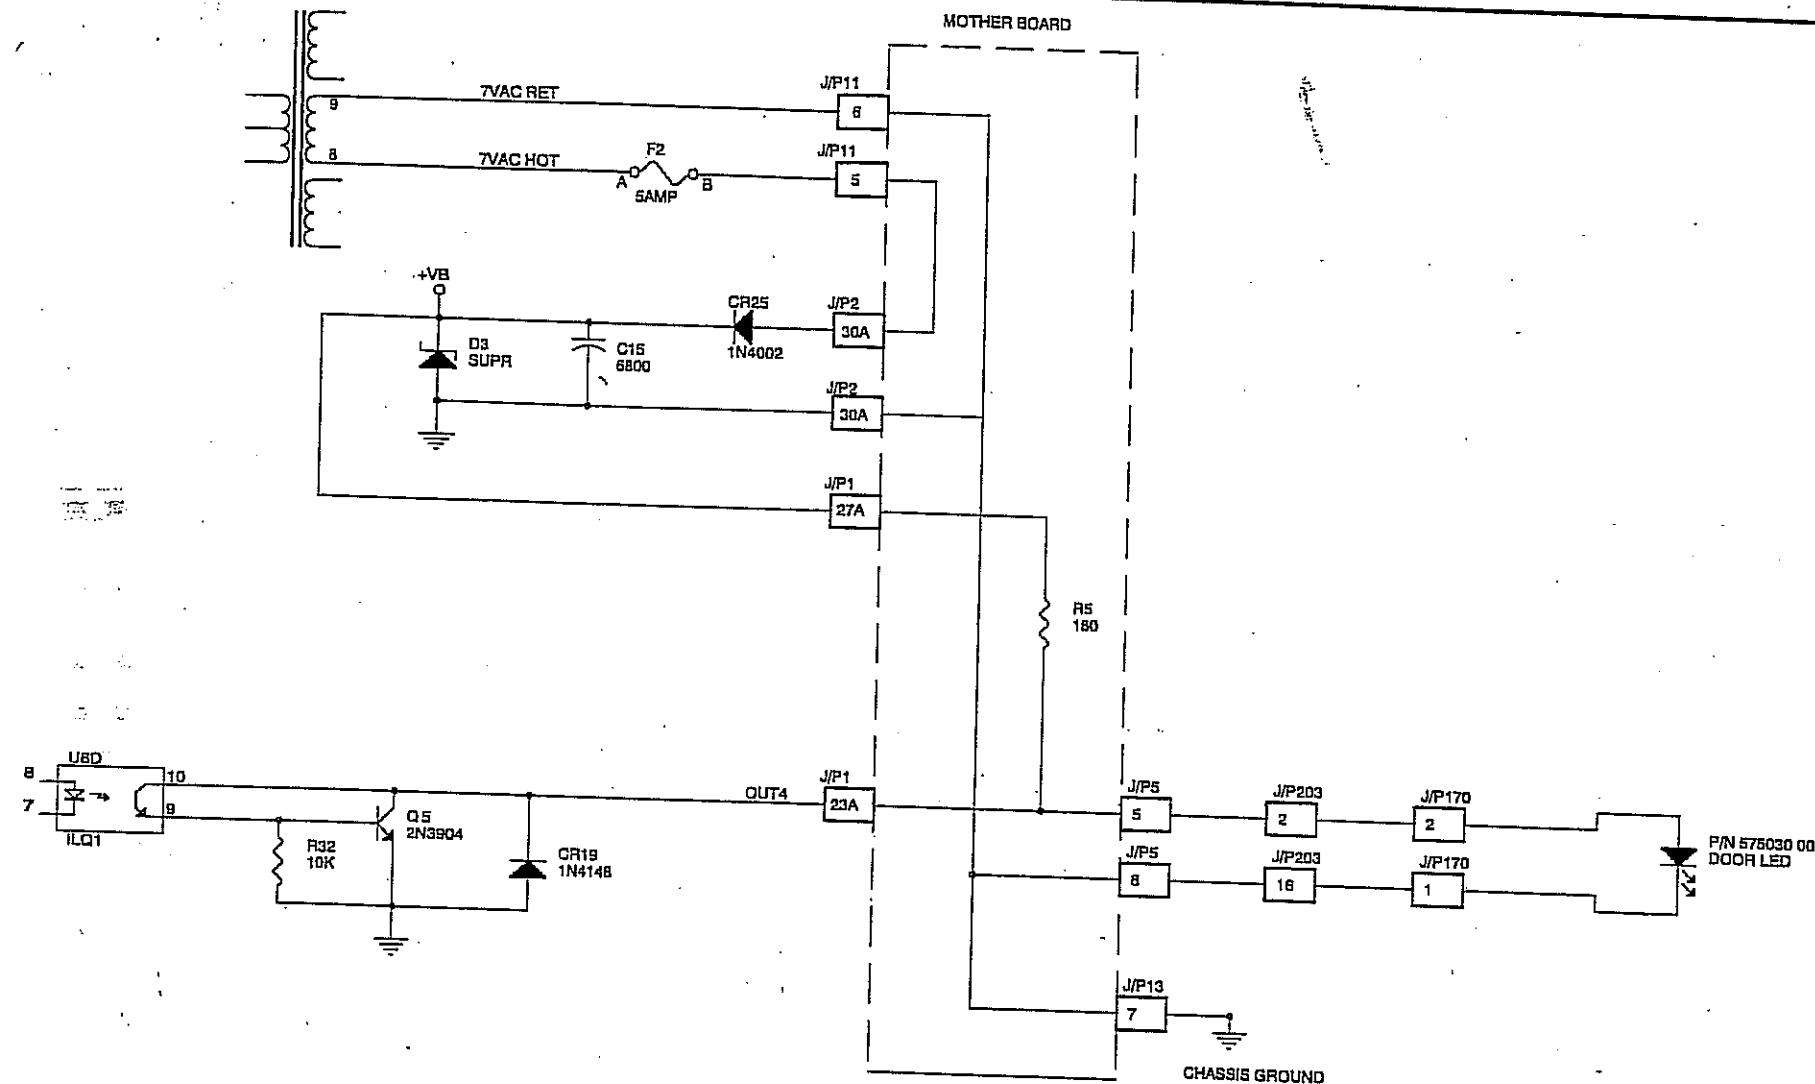 MOTHER BOARD
J/P11
9
7VAC RET
6
8
7VAC HOT
F2
J/P11
A
B
5
5AMP
+VB
CR25
J/P2
30A
D3
SUPR
C15
6800
1N4002
J/P2
30A
J/P1
27A
R5
180
U8D
8
10
7
9
ILQ1
OUT4
J/P1
23A
J/P5
5
J/P203
2
J/P170
2
Q5
2N3904
R32
10K
CR19
1N4148
P/N 575030 00
DOOR LED
J/P5
8
J/P203
16
J/P170
1
J/P13
7
CHASSIS GROUND